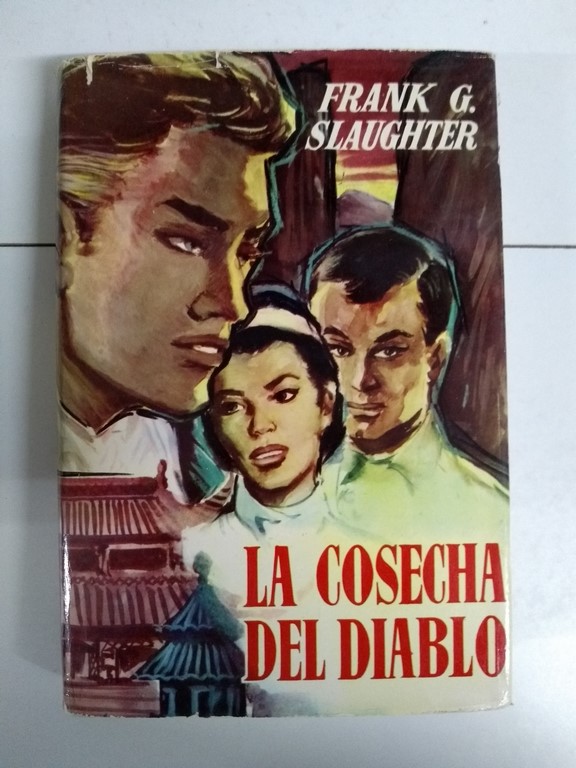 FRANK G.
SLAUGHTER
LA COSECHA
DEL DIABLO